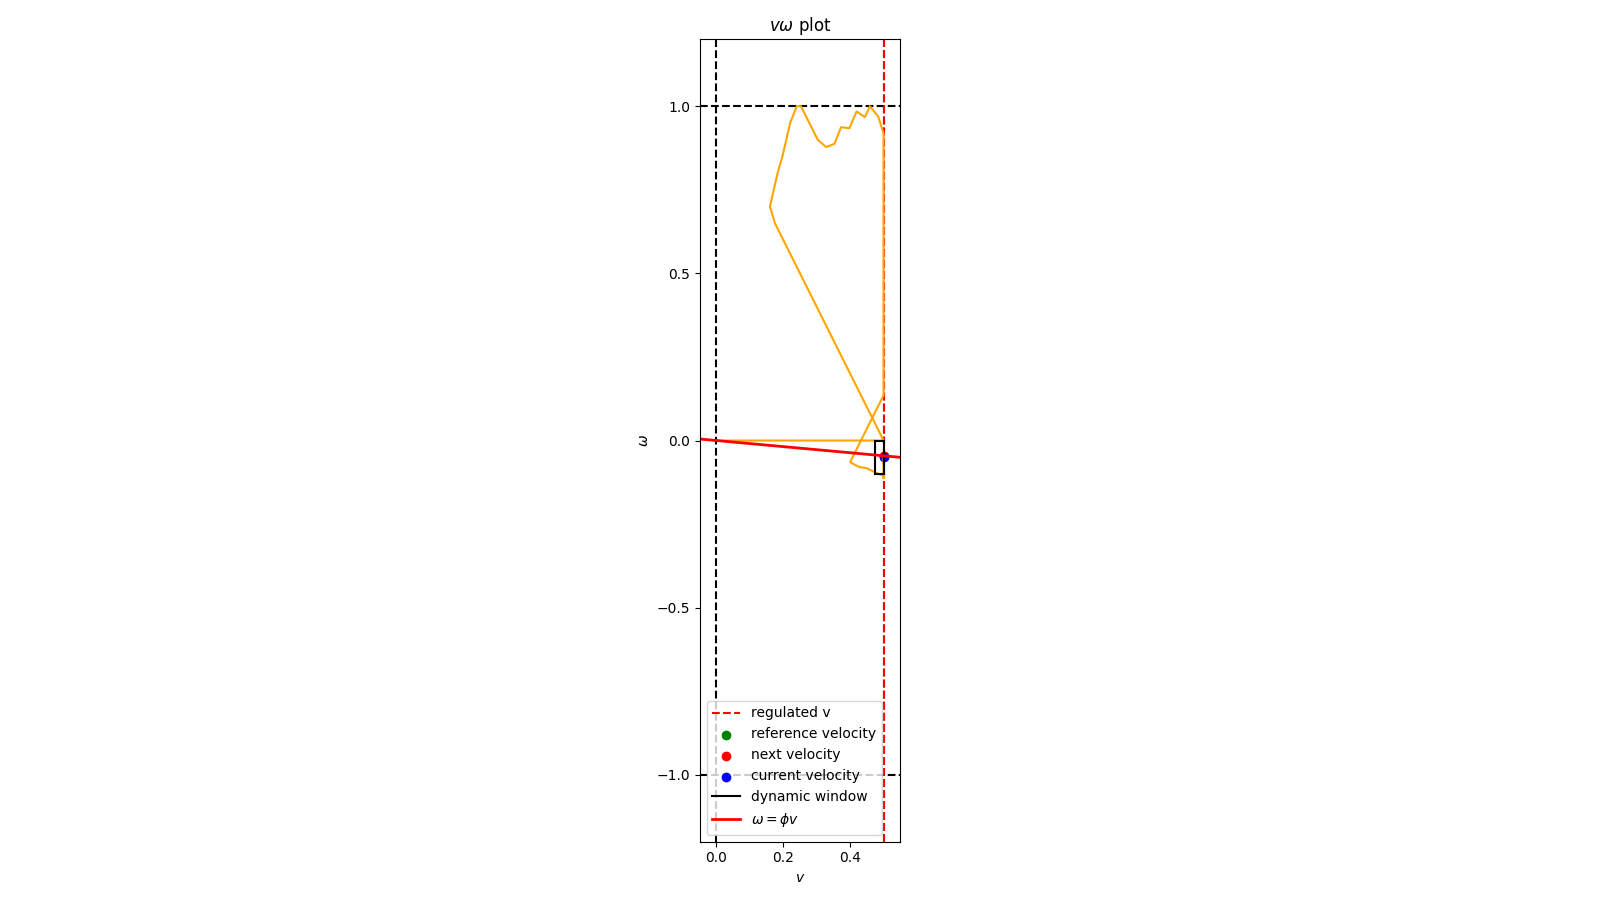 vω plot
1.0
0.5
0.0
−0.5
−1.0
ω
regulated v
reference velocity
next velocity
current velocity
dynamic window
ω = ϕv
0.0 0.2 0.4
v